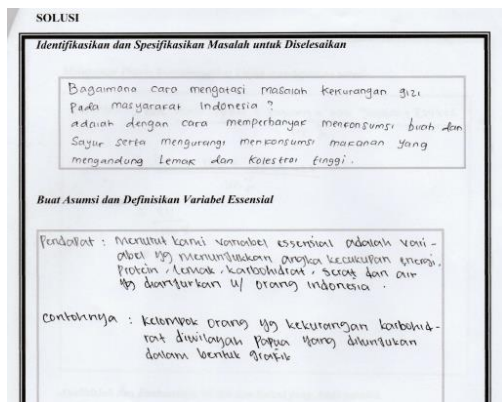 SOLUSI
Identifikasikan dan Spesifikasikan Masalah untuk Diselesaikan
Bagaimana cara mengatasi masalah kekurangan gizi
Pada masyarakat Indonesia ?
adalah dengan cara memperbanyak menkonsumsi buah dan
Sayur serta mengurangi menkonsumsi makanan yang
mengandung Lemak dan Kolestrol tinggi.
Buat Asumsi dan Definisikan Variabel Essensial
Pendapat : menurut kami variabel essensial adalah vari-
abel yg menunjukkan angka kecukupan energi,
Protein, lemak, karbohidrat, serat dan air
yg dianjurkan u/ orang indonesia.
contohnya : kelompok orang yg kekurangan karbohid-
rat diwilayah Papua yang ditunjukan
dalam bentuk grafik